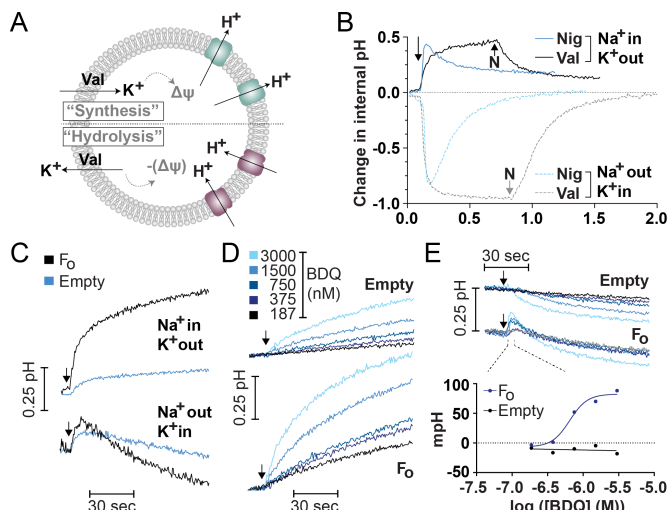 A
H+
Val
K+
Δψ
H+
"Synthesis"
"Hydrolysis"
Val
K+
-(Δψ)
H+
H+
B
Change in internal pH
0.5
0.0
-0.5
-1.0
0.0
0.5
1.0
1.5
2.0
N
Nig
Val
Na+ in
K+ out
N
Nig
Val
Na+ out
K+ in
C
Fo
Empty
Na+ in
K+ out
0.25 pH
Na+ out
K+ in
30 sec
D
3000
1500
750
375
187
BDQ
(nM)
Empty
0.25 pH
Fo
30 sec
E
30 sec
Empty
0.25 pH
Fo
mpH
100
50
0
-50
Fo
Empty
-7.5
-7.0
-6.5
-6.0
-5.5
-5.0
log ([BDQ] (M))